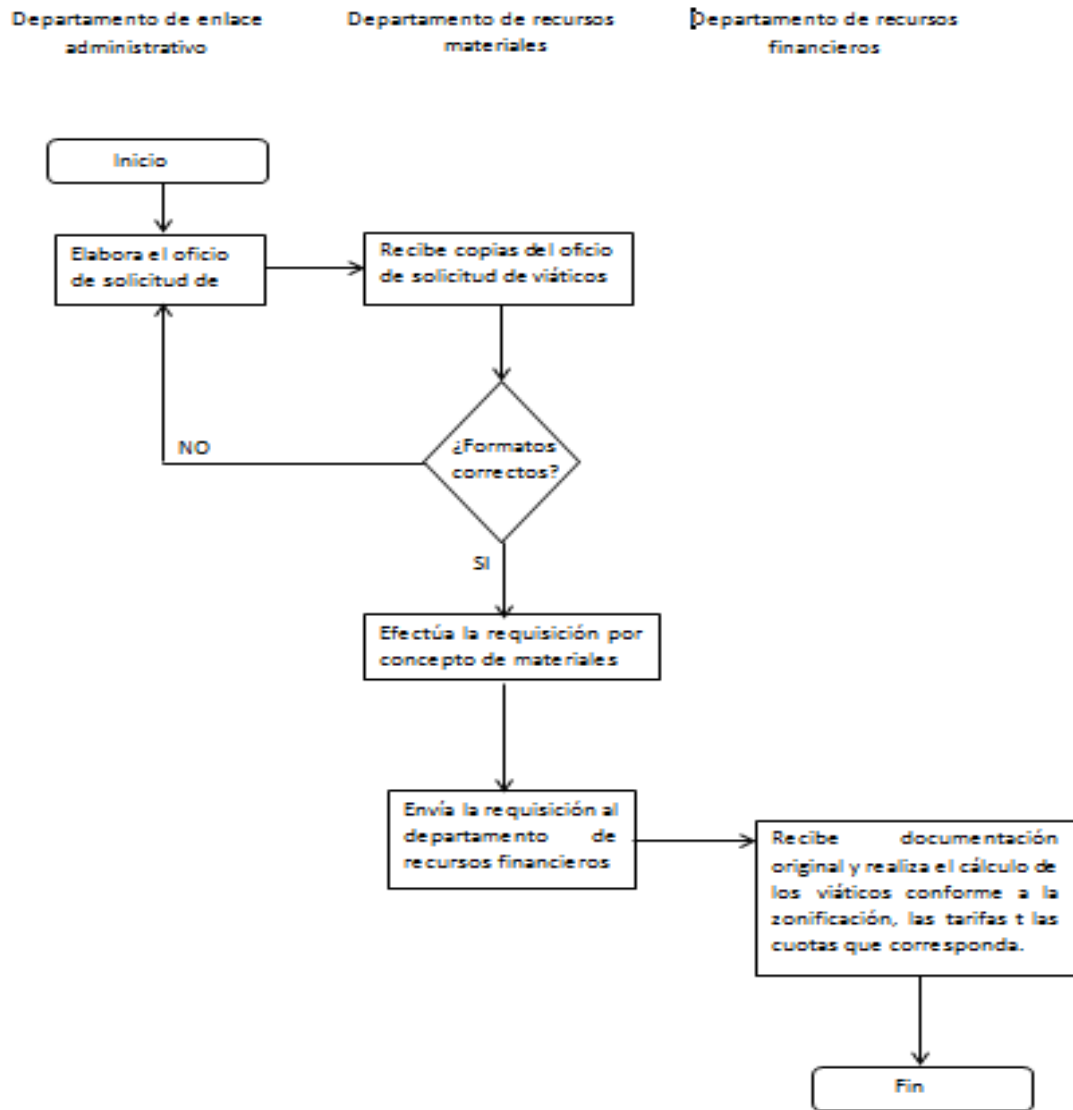 Departamento de enlace
administrativo
Departamento de recursos
materiales
Departamento de recursos
financieros
Inicio
Elabora el oficio
de solicitud de
Recibe copias del oficio
de solicitud de viáticos
¿Formatos
correctos?
NO
SI
Efectúa la requisición por
concepto de materiales
Envía la requisición al
departamento de
recursos financieros
Recibe documentación
original y realiza el cálculo de
los viáticos conforme a la
zonificación, las tarifas t las
cuotas que corresponda.
Fin